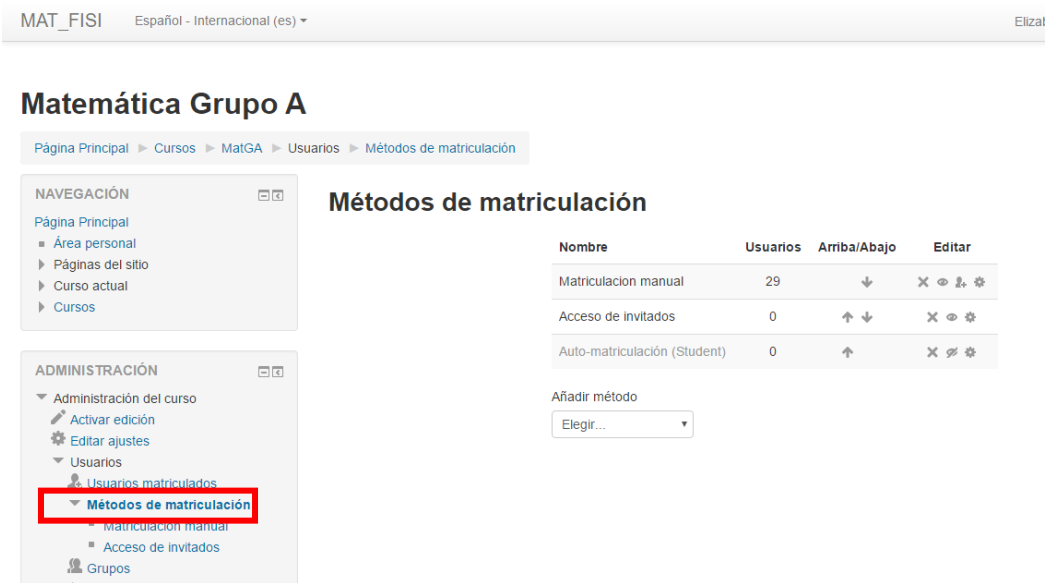 MAT_FISI Español - Internacional (es)
Matemática Grupo A
Página Principal Cursos MatGA Usuarios Métodos de matriculación
NAVEGACIÓN
Página Principal
Área personal
Páginas del sitio
Curso actual
Cursos
ADMINISTRACIÓN
Administración del curso
Activar edición
Editar ajustes
Usuarios
Usuarios matriculados
Métodos de matriculación
Matriculación manual
Acceso de invitados
Grupos
Métodos de matriculación
Nombre Usuarios Arriba/Abajo Editar
Matriculacion manual 29
Acceso de invitados 0
Auto-matriculación (Student) 0
Añadir método
Elegir...